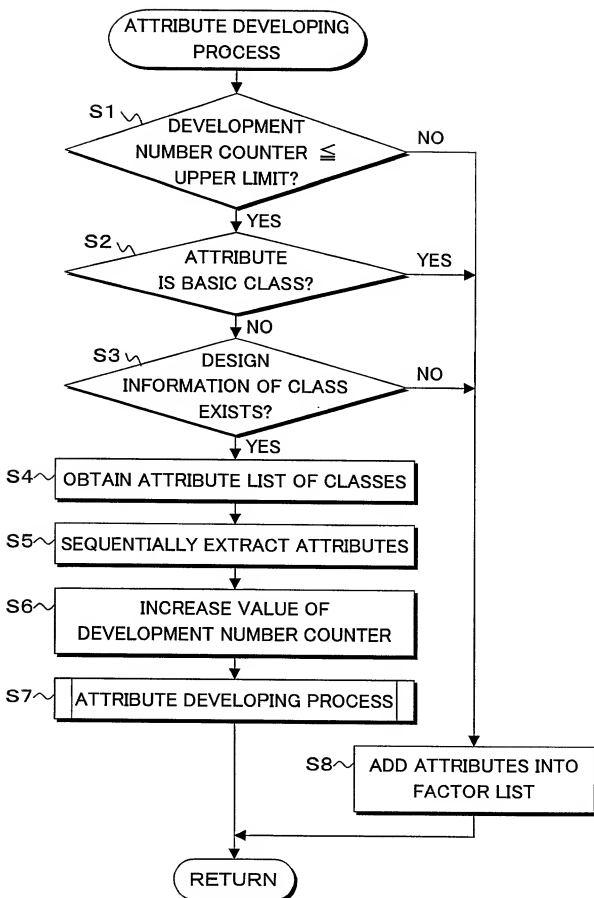 ATTRIBUTE DEVELOPING
PROCESS
S1
DEVELOPMENT
NUMBER COUNTER ≦
UPPER LIMIT?
NO
YES
S2
ATTRIBUTE
IS BASIC CLASS?
YES
NO
S3
DESIGN
INFORMATION OF CLASS
EXISTS?
NO
YES
S4
OBTAIN ATTRIBUTE LIST OF CLASSES
S5
SEQUENTIALLY EXTRACT ATTRIBUTES
S6
INCREASE VALUE OF
DEVELOPMENT NUMBER COUNTER
S7
ATTRIBUTE DEVELOPING PROCESS
S8
ADD ATTRIBUTES INTO
FACTOR LIST
RETURN